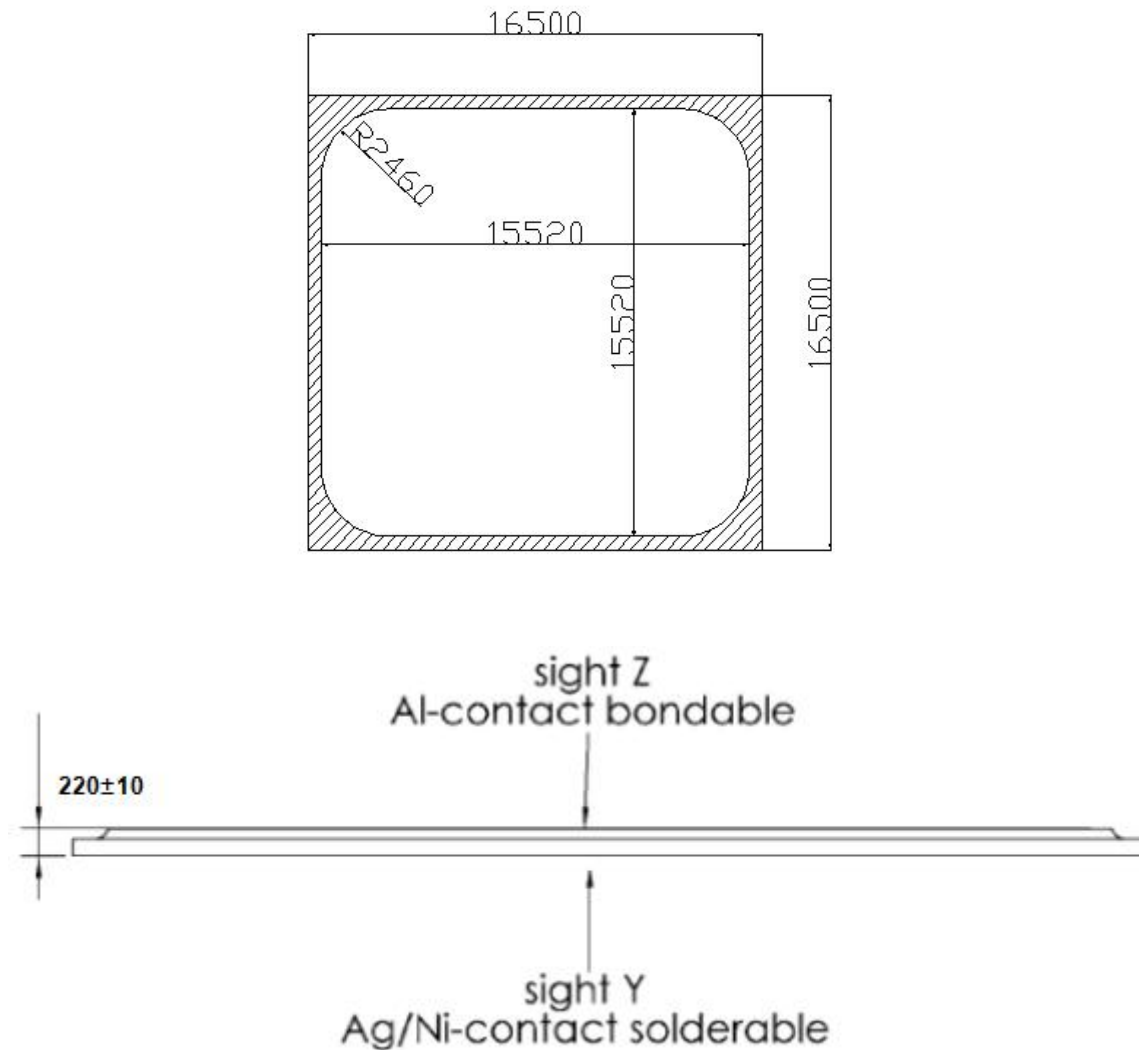 16500
R2460
15520
15520
16500
sight Z
Al-contact bondable
220±10
sight Y
Ag/Ni-contact solderable